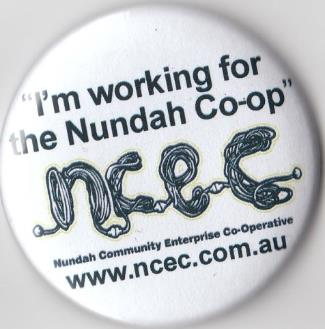 "I'm working for
the Nundah Co-op"
ncec
Nundah Community Enterprise Co-Operative
www.ncec.com.au